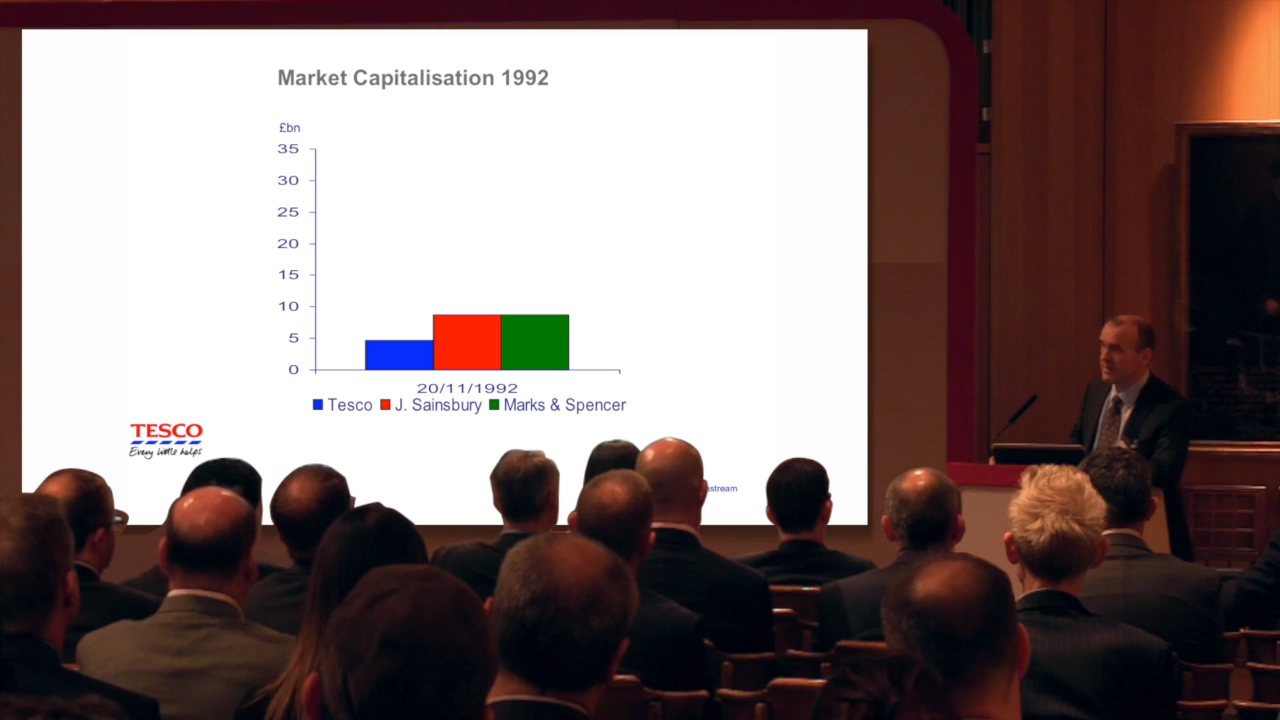 Market Capitalisation 1992
£bn
35
30
25
20
15
10
5
0
20/11/1992
Tesco J. Sainsbury Marks & Spencer
TESCO
Every little helps